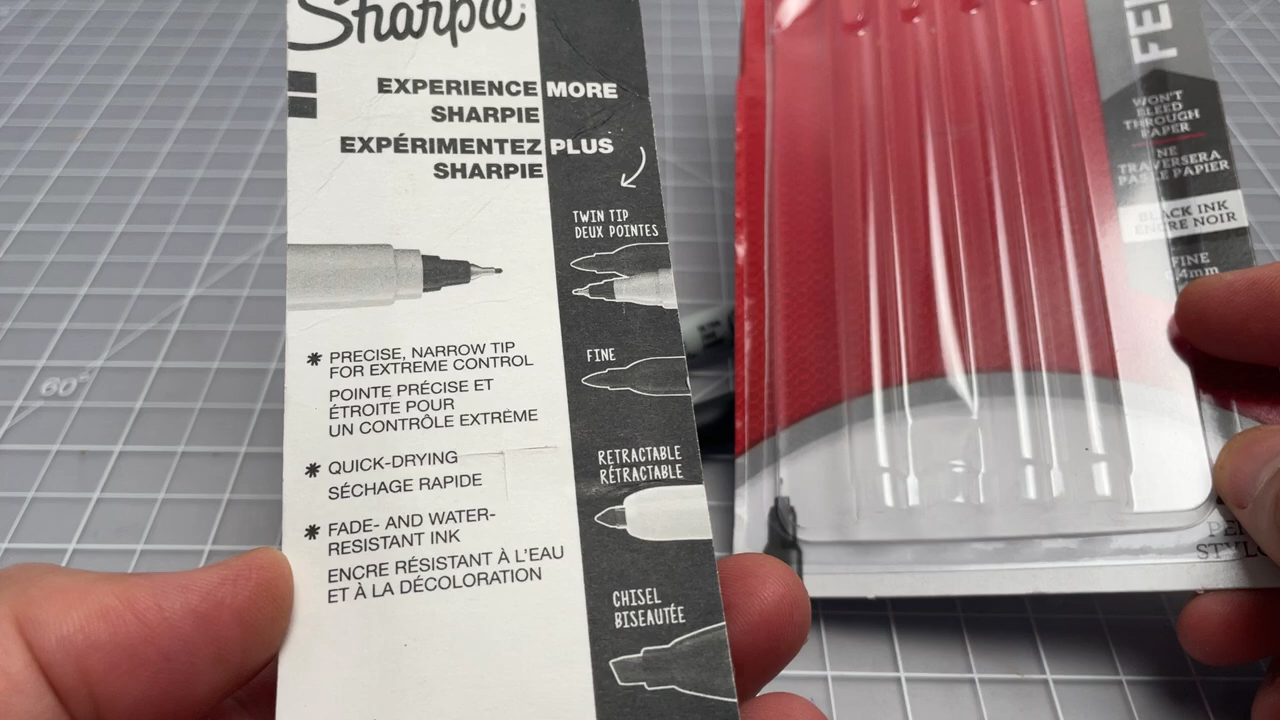 Sharpie
EXPERIENCE MORE
SHARPIE
EXPÉRIMENTEZ PLUS
SHARPIE
TWIN TIP
DEUX POINTES
FINE
RETRACTABLE
RÉTRACTABLE
CHISEL
BISEAUTÉE
* PRECISE, NARROW TIP
FOR EXTREME CONTROL
POINTE PRÉCISE ET
ÉTROITE POUR
UN CONTRÔLE EXTRÊME
* QUICK-DRYING
SÉCHAGE RAPIDE
* FADE- AND WATER-
RESISTANT INK
ENCRE RÉSISTANT À L'EAU
ET À LA DÉCOLORATION
WON'T
BLEED
THROUGH
PAPER
NE
TRAVERSERA
PAS LE PAPIER
BLACK INK
ENCRE NOIR
FINE
60°